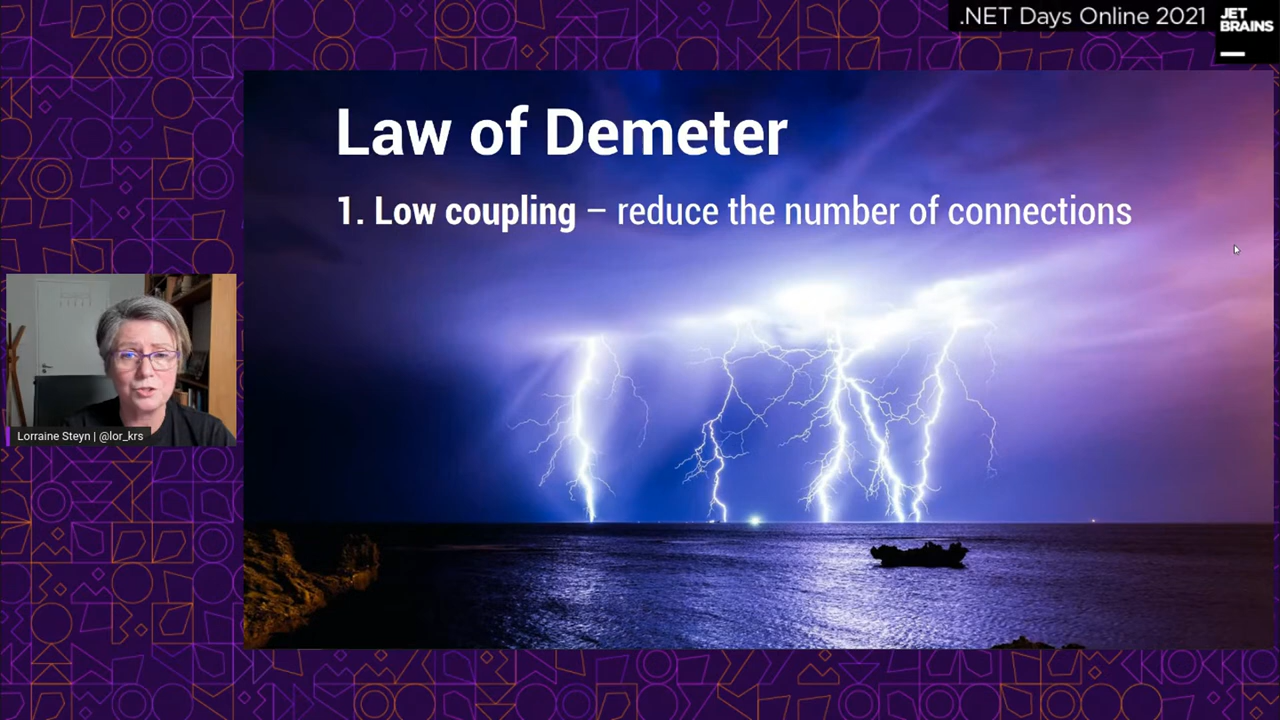 .NET Days Online 2021
JET
BRAINS
Law of Demeter
1. Low coupling – reduce the number of connections
Lorraine Steyn | @lor_krs